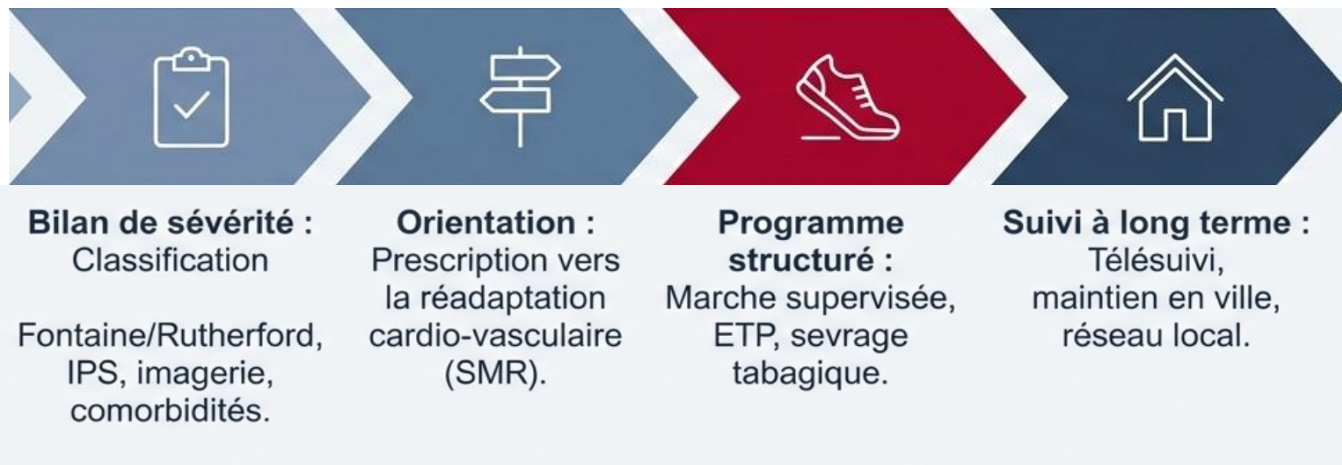 Bilan de sévérité :
Classification
Fontaine/Rutherford,
IPS, imagerie,
comorbidités.
Orientation :
Prescription vers
la réadaptation
cardio-vasculaire
(SMR).
Programme
structuré :
Marche supervisée,
ETP, sevrage
tabagique.
Suivi à long terme :
Télésuivi,
maintien en ville,
réseau local.